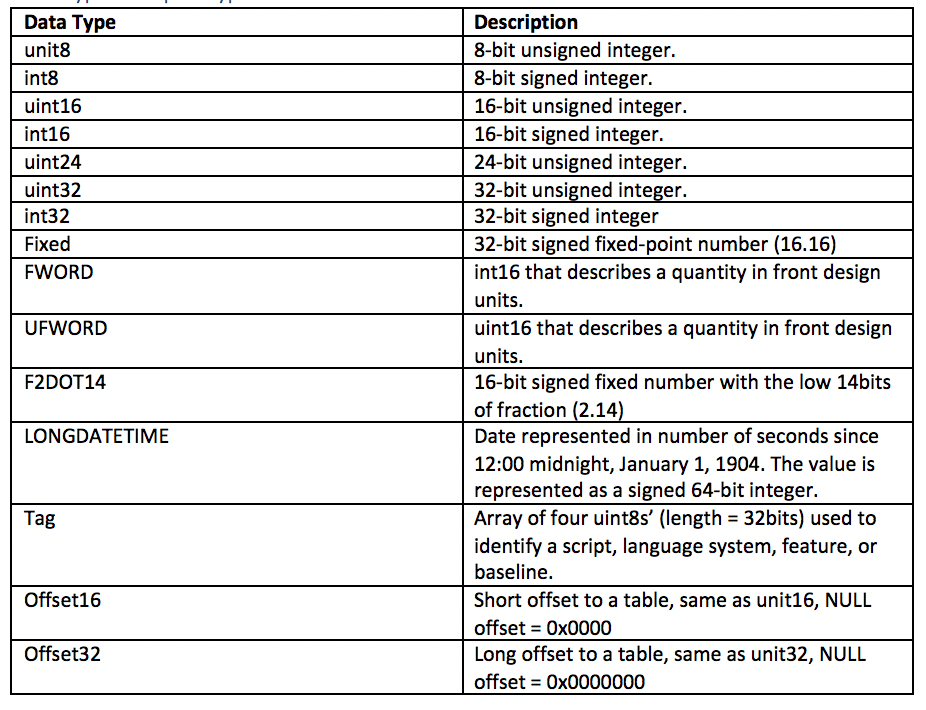 Data Type Description
unit8 8-bit unsigned integer.
int8 8-bit signed integer.
uint16 16-bit unsigned integer.
int16 16-bit signed integer.
uint24 24-bit unsigned integer.
uint32 32-bit unsigned integer.
int32 32-bit signed integer
Fixed 32-bit signed fixed-point number (16.16)
FWORD int16 that describes a quantity in front design
units.
UFWORD uint16 that describes a quantity in front design
units.
F2DOT14 16-bit signed fixed number with the low 14bits
of fraction (2.14)
LONGDATETIME Date represented in number of seconds since
12:00 midnight, January 1, 1904. The value is
represented as a signed 64-bit integer.
Tag Array of four uint8s’ (length = 32bits) used to
identify a script, language system, feature, or
baseline.
Offset16 Short offset to a table, same as unit16, NULL
offset = 0x0000
Offset32 Long offset to a table, same as unit32, NULL
offset = 0x0000000